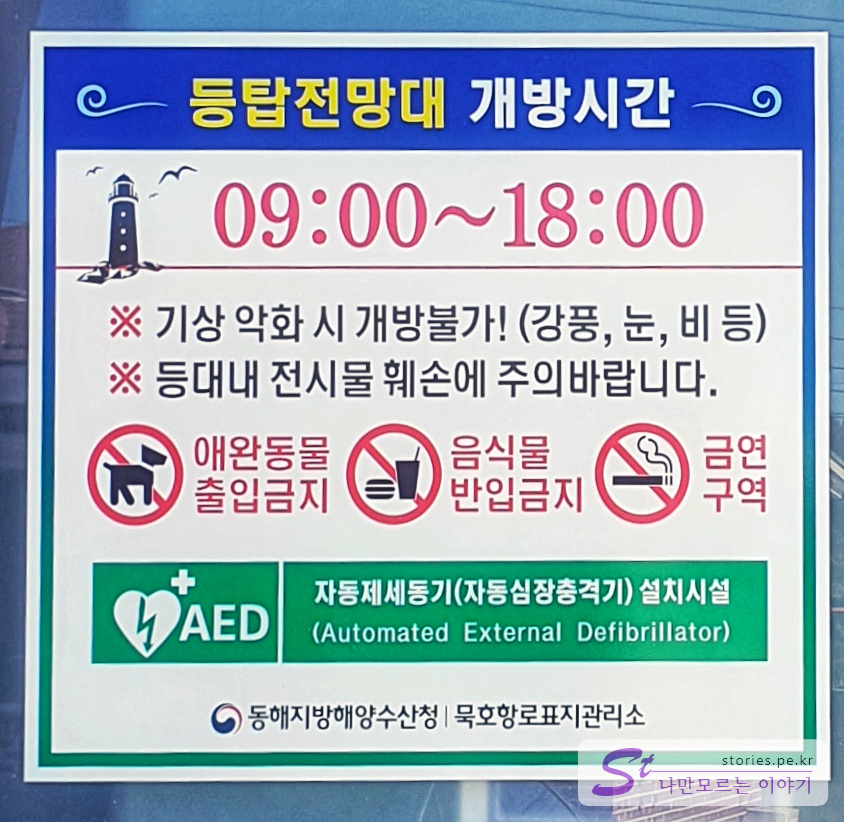 등탑전망대 개방시간
09:00~18:00
※ 기상 악화 시 개방불가! (강풍, 눈, 비 등)
※ 등대내 전시물 훼손에 주의바랍니다.
애완동물
출입금지
음식물
반입금지
금연
구역
AED
자동제세동기(자동심장충격기) 설치시설
(Automated External Defibrillator)
동해지방해양수산청 | 묵호항로표지관리소
St
stories.pe.kr
나만모르는 이야기